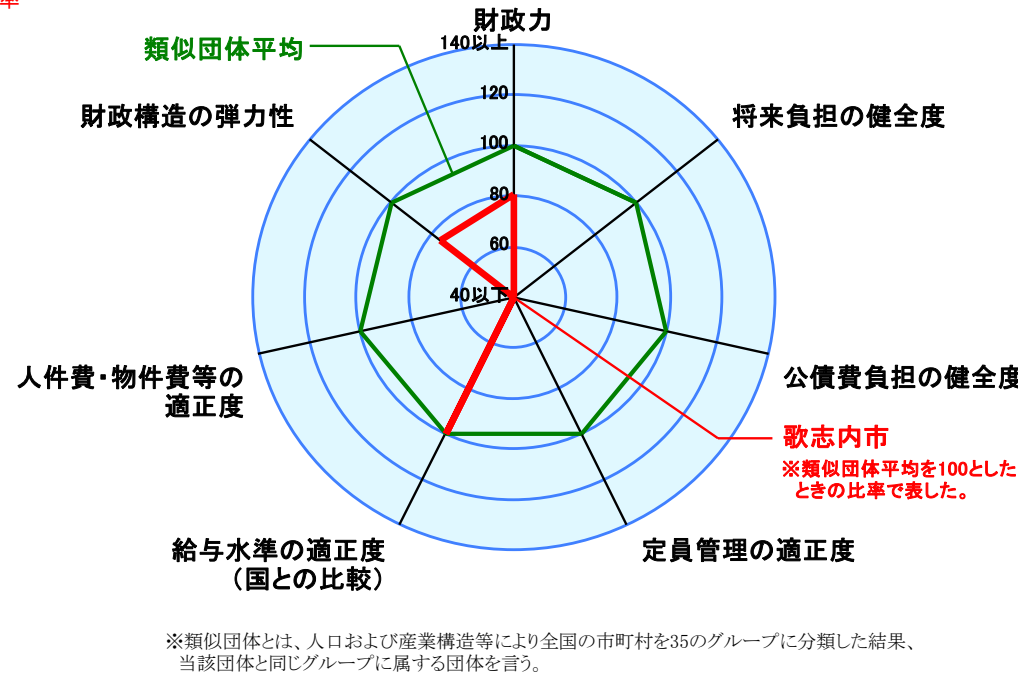 率
財政力
140以上
類似団体平均
120
財政構造の弾力性
将来負担の健全度
100
80
60
40以下
人件費・物件費等の
適正度
公債費負担の健全度
歌志内市
※類似団体平均を100とした
ときの比率で表した。
給与水準の適正度
（国との比較）
定員管理の適正度
※類似団体とは、人口および産業構造等により全国の市町村を35のグループに分類した結果、
当該団体と同じグループに属する団体を言う。